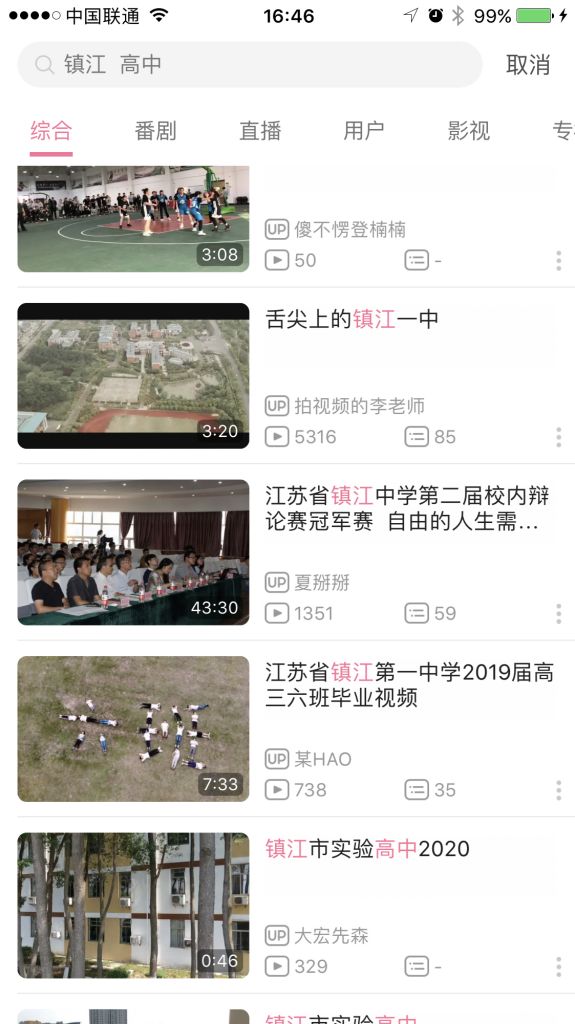 中国联通 16:46 99%
镇江 高中 取消
综合 番剧 直播 用户 影视 专
3:08
UP 傻不愣登楠楠
50 -
舌尖上的镇江一中
UP 拍视频的李老师
3:20
5316 85
江苏省镇江中学第二届校内辩
论赛冠军赛 自由的人生需...
UP 夏掰掰
43:30
1351 59
江苏省镇江第一中学2019届高
三六班毕业视频
UP 某HAO
7:33
738 35
镇江市实验高中2020
UP 大宏先森
0:46
329 -
镇江市实验高中